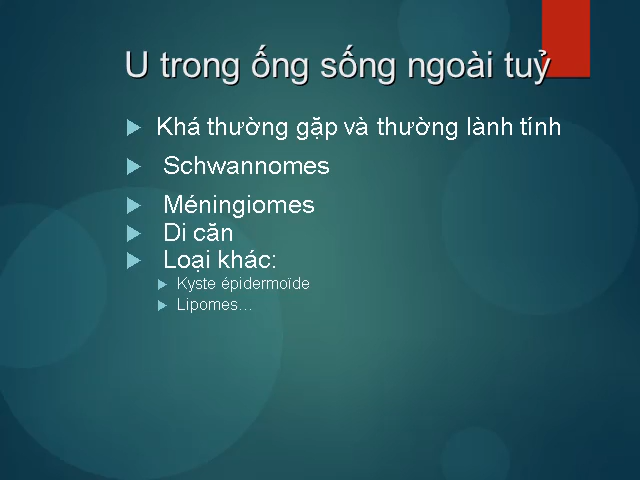 U trong ống sống ngoài tuỷ
Khá thường gặp và thường lành tính
Schwannomes
Méningiomes
Di căn
Loại khác:
Kyste épidermoïde
Lipomes…